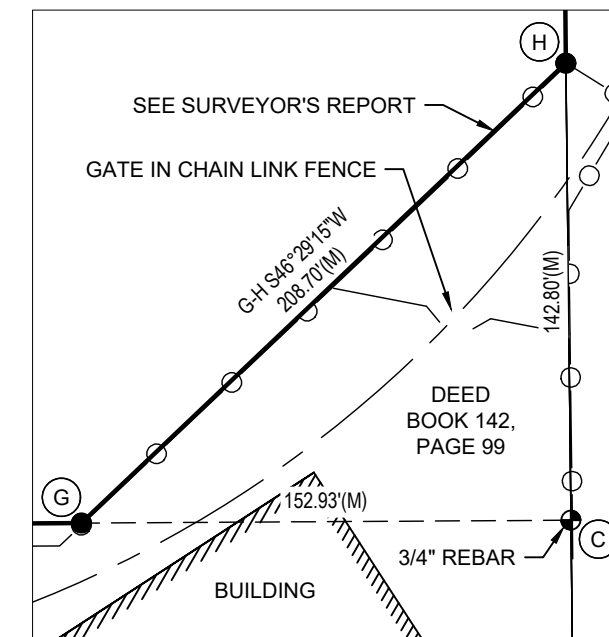 H
SEE SURVEYOR'S REPORT
GATE IN CHAIN LINK FENCE
G-H S46°29'15"W
208.70'(M)
142.80'(M)
DEED
BOOK 142,
PAGE 99
G
152.93'(M)
C
3/4" REBAR
BUILDING